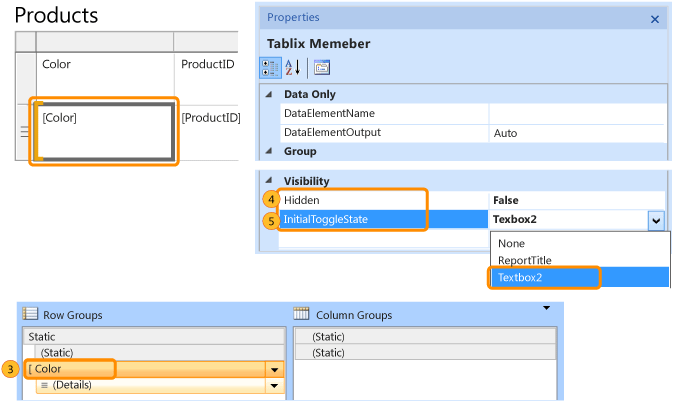 Products
Color ProductID
[Color] [ProductID]
Properties
Tablix Memeber
Data Only
DataElementName
DataElementOutput Auto
Group
Visibility
4 Hidden False
5 InitialToggleState Texbox2
None
ReportTitle
Textbox2
Row Groups
Static
(Static)
3 [ Color
(Details)
Column Groups
(Static)
(Static)